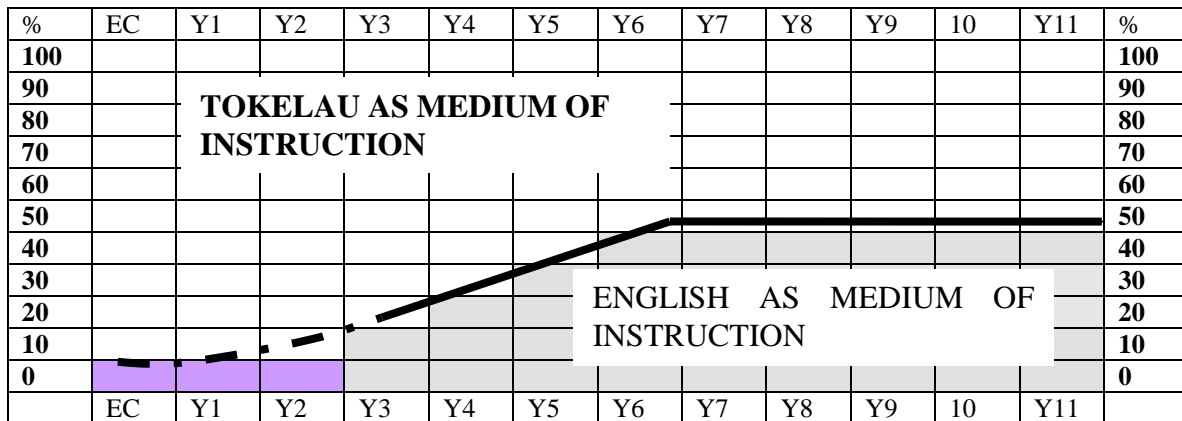 % EC Y1 Y2 Y3 Y4 Y5 Y6 Y7 Y8 Y9 10 Y11 %
100 100
90 90
TOKELAU AS MEDIUM OF
80 80
INSTRUCTION
70 70
60 60
50 50
40 40
30 30
ENGLISH AS MEDIUM OF
20 20
INSTRUCTION
10 10
0 0
EC Y1 Y2 Y3 Y4 Y5 Y6 Y7 Y8 Y9 10 Y11